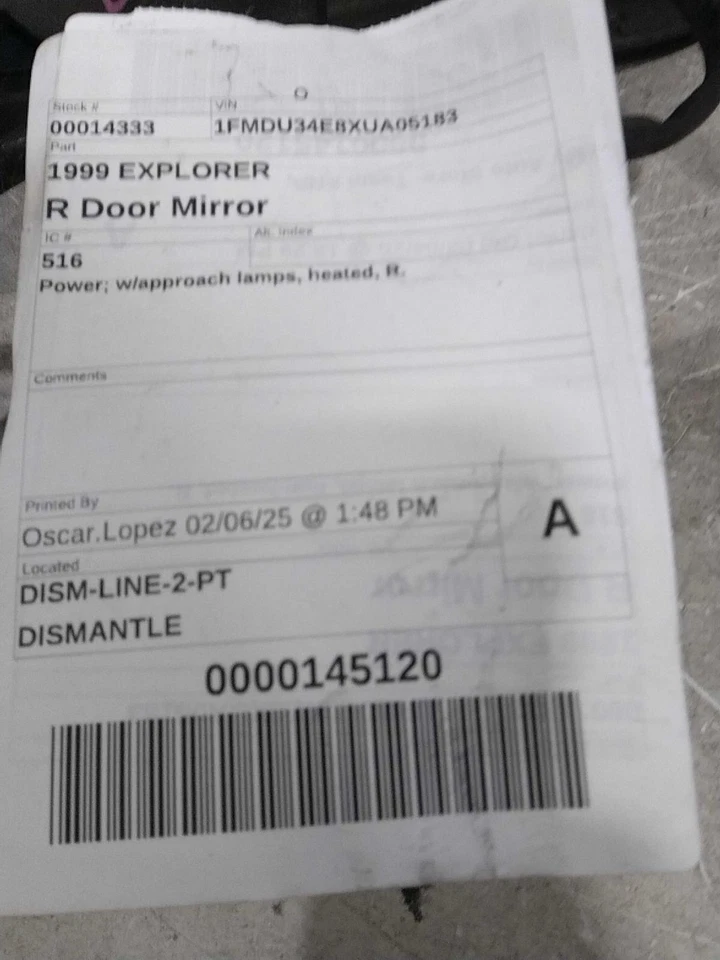 Stock # VIN
00014333 1FMDU34E8XUA05183
Part
1999 EXPLORER
R Door Mirror
IC # Alt. Index
516
Power; w/approach lamps, heated, R.
Comments
Printed By
Oscar.Lopez 02/06/25 @ 1:48 PM
A
Located
DISM-LINE-2-PT
DISMANTLE
0000145120